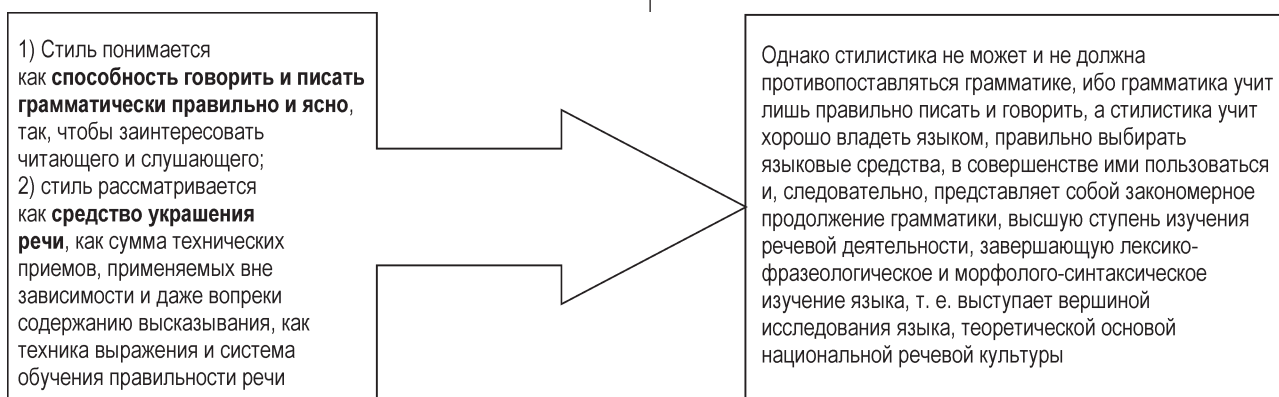 1) Стиль понимается
как способность говорить и писать
грамматически правильно и ясно,
так, чтобы заинтересовать
читающего и слушающего;
2) стиль рассматривается
как средство украшения
речи, как сумма технических
приемов, применяемых вне
зависимости и даже вопреки
содержанию высказывания, как
техника выражения и система
обучения правильности речи
Однако стилистика не может и не должна
противопоставляться грамматике, ибо грамматика учит
лишь правильно писать и говорить, а стилистика учит
хорошо владеть языком, правильно выбирать
языковые средства, в совершенстве ими пользоваться
и, следовательно, представляет собой закономерное
продолжение грамматики, высшую ступень изучения
речевой деятельности, завершающую лексико-
фразеологическое и морфолого-синтаксическое
изучение языка, т. е. выступает вершиной
исследования языка, теоретической основой
национальной речевой культуры